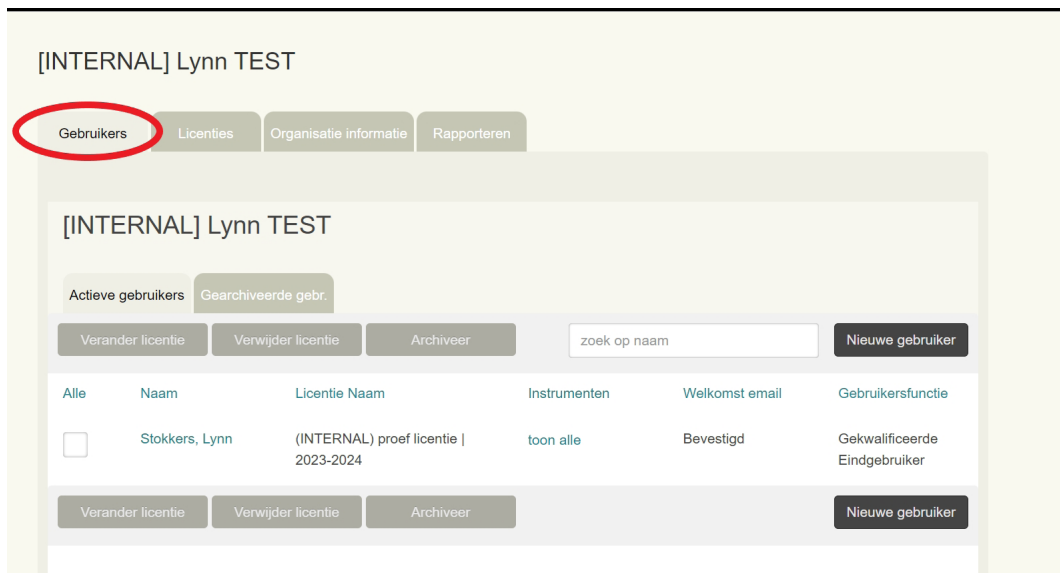 [INTERNAL] Lynn TEST
Gebruikers Licenties Organisatie informatie Rapporteren
[INTERNAL] Lynn TEST
Actieve gebruikers Gearchiveerde gebr.
Verander licentie Verwijder licentie Archiveer zoek op naam Nieuwe gebruiker
Alle Naam Licentie Naam Instrumenten Welkomst email Gebruikersfunctie
Stokkers, Lynn (INTERNAL) proef licentie | toon alle Bevestigd Gekwalificeerde
2023-2024 Eindgebruiker
Verander licentie Verwijder licentie Archiveer Nieuwe gebruiker